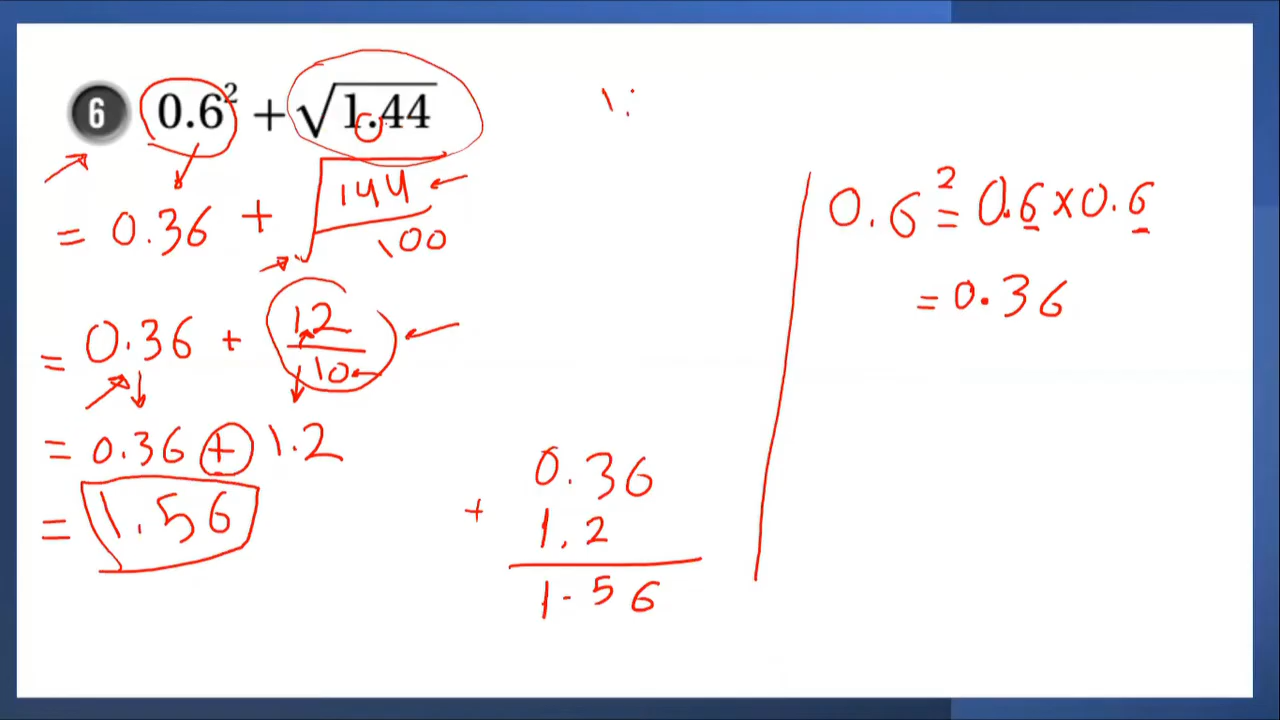 6 0.6² + √1.44
= 0.36 + √144/100
= 0.36 + 12/10
= 0.36 + 1.2
= 1.56
0.36
+ 1.2
1.56
0.6² = 0.6 × 0.6
= 0.36